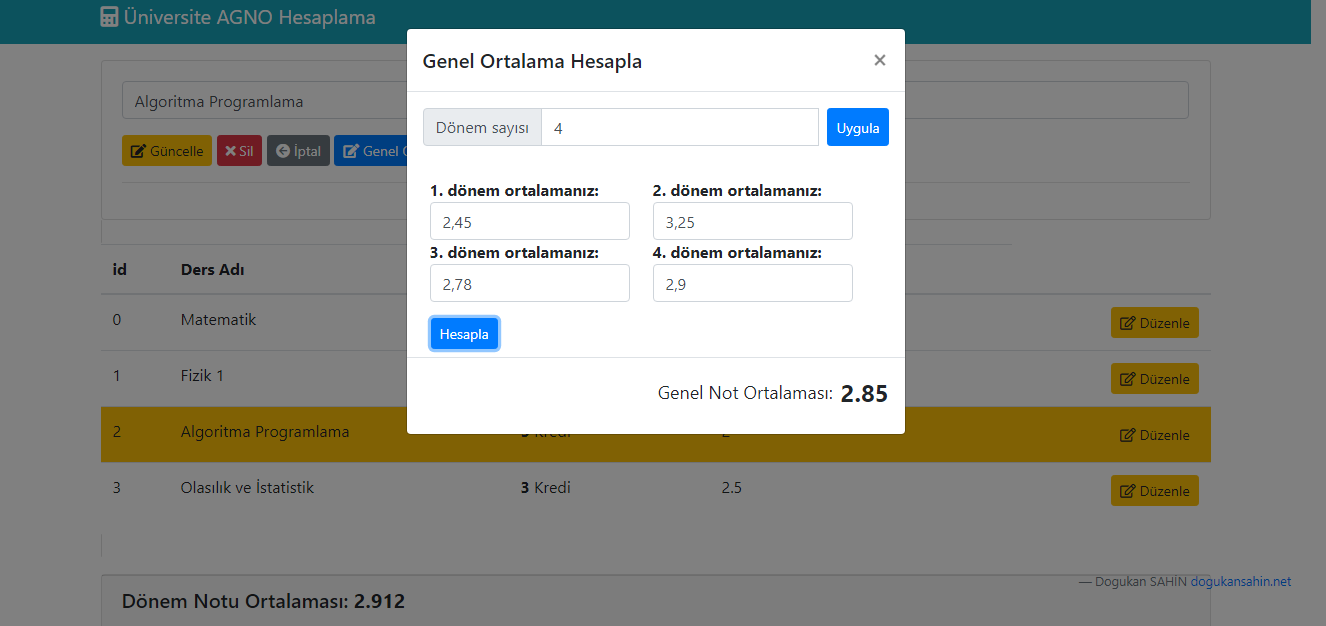 Üniversite AGNO Hesaplama
Genel Ortalama Hesapla ×
Algoritma Programlama
Dönem sayısı 4 Uygula
Güncelle Sil İptal Genel
1. dönem ortalamanız: 2. dönem ortalamanız:
2,45 3,25
3. dönem ortalamanız: 4. dönem ortalamanız:
2,78 2,9
Hesapla
Genel Not Ortalaması: 2.85
id Ders Adı
0 Matematik Düzenle
1 Fizik 1 Düzenle
2 Algoritma Programlama Kredi 2 Düzenle
3 Olasılık ve İstatistik 3 Kredi 2.5 Düzenle
— Dogukan SAHİN dogukansahin.net
Dönem Notu Ortalaması: 2.912